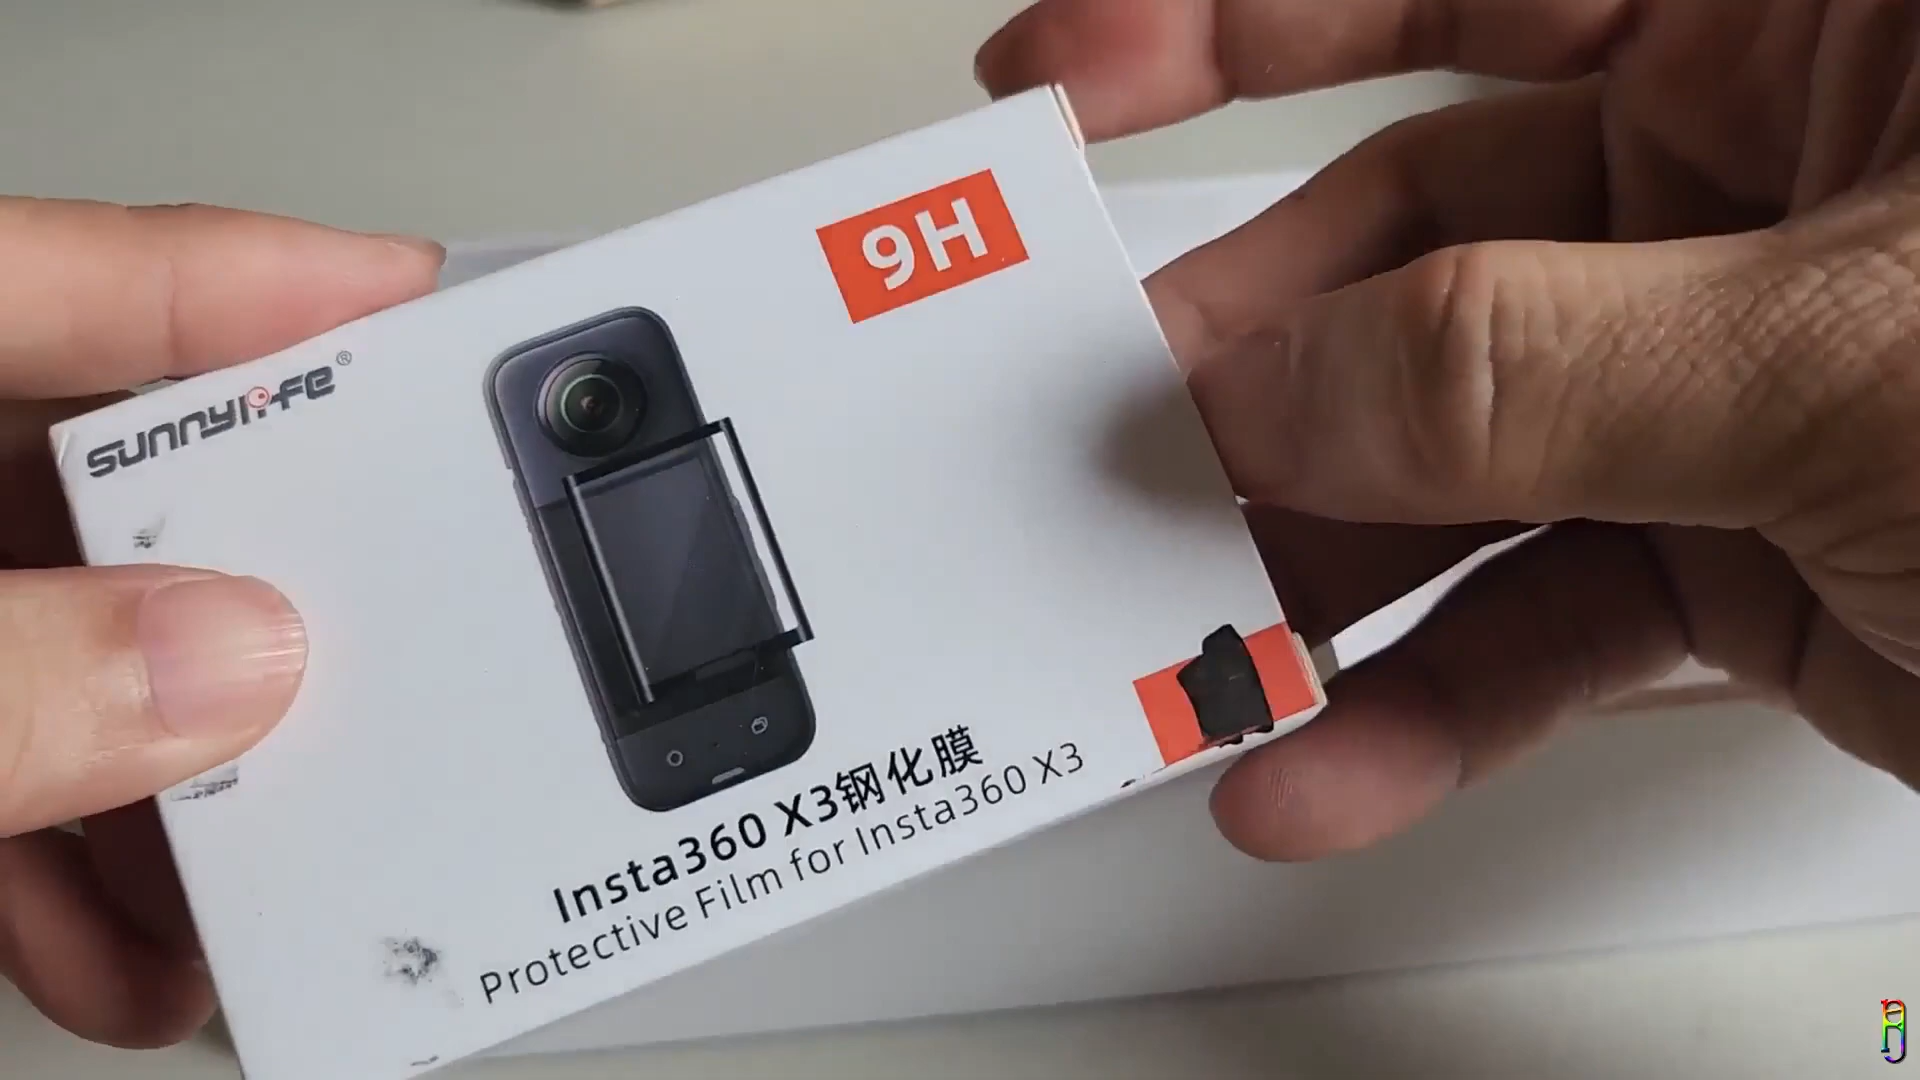 9H
sunnylife®
Insta360 X3钢化膜
Protective Film for Insta360 X3